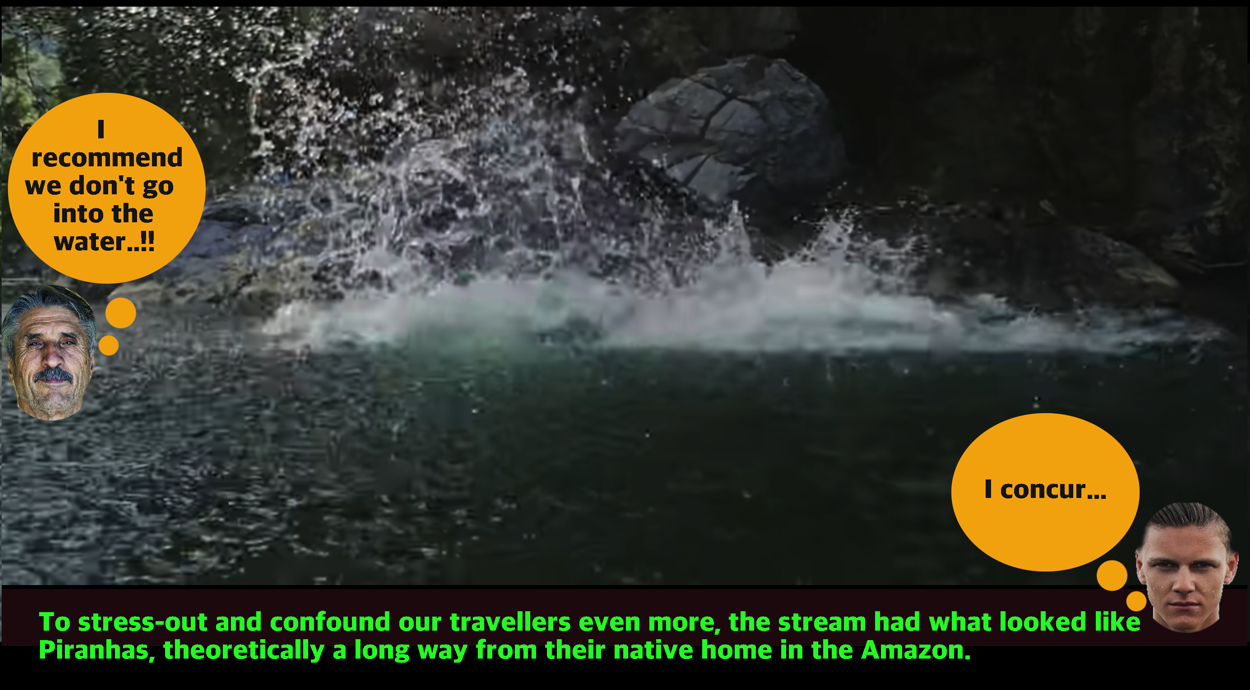 I
recommend
we don't go
into the
water..!!
I concur...
To stress-out and confound our travellers even more, the stream had what looked like
Piranhas, theoretically a long way from their native home in the Amazon.